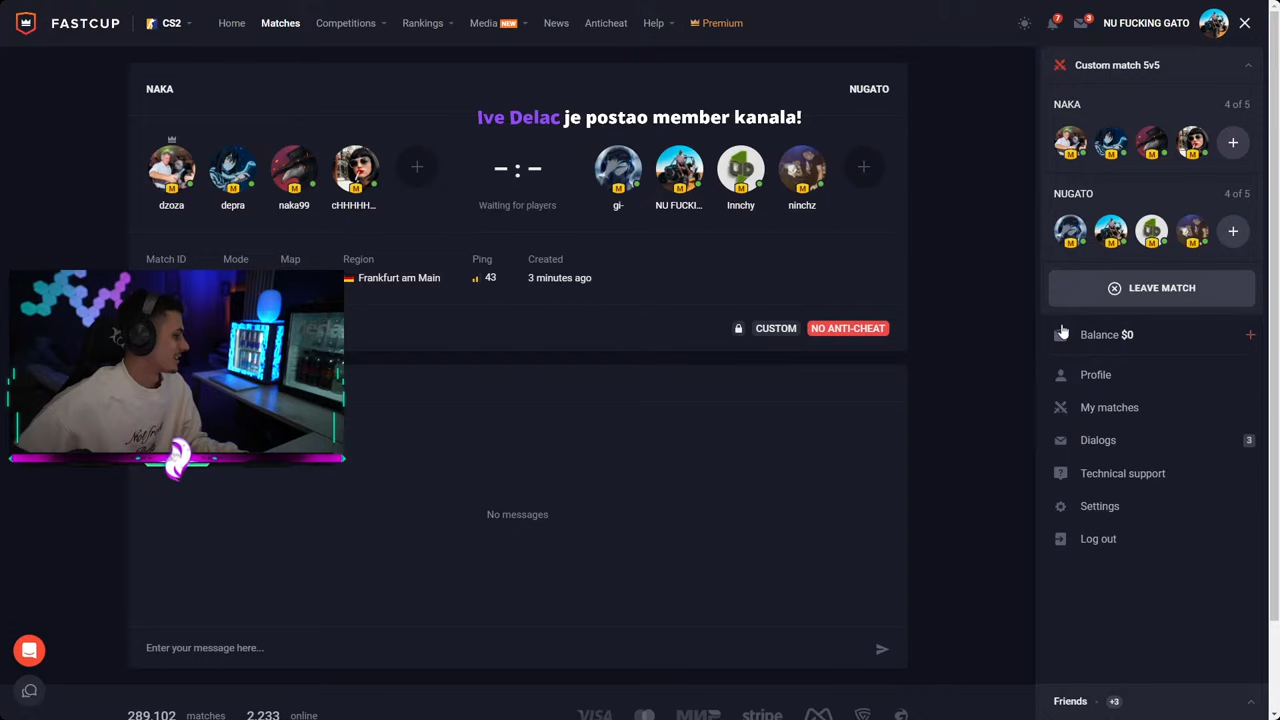 FASTCUP
CS2
Home
Matches
Competitions
Rankings
Media NEW
News
Anticheat
Help
Premium
7
3
NU FUCKING GATO
NAKA
NUGATO
Ive Delac je postao member kanala!
M
M
M
M
– : –
M
M
M
M
dzoza
depra
naka99
cHHHHH...
Waiting for players
gi-
NU FUCKI...
Innchy
ninchz
Match ID
Mode
Map
Region
Ping
Created
Frankfurt am Main
43
3 minutes ago
CUSTOM
NO ANTI-CHEAT
No messages
Enter your message here...
289,102 matches
2,233 online
VISA
МИР
stripe
Custom match 5v5
NAKA
4 of 5
M
M
M
M
NUGATO
4 of 5
M
M
M
M
LEAVE MATCH
Balance $0
Profile
My matches
Dialogs
3
Technical support
Settings
Log out
Friends
+3